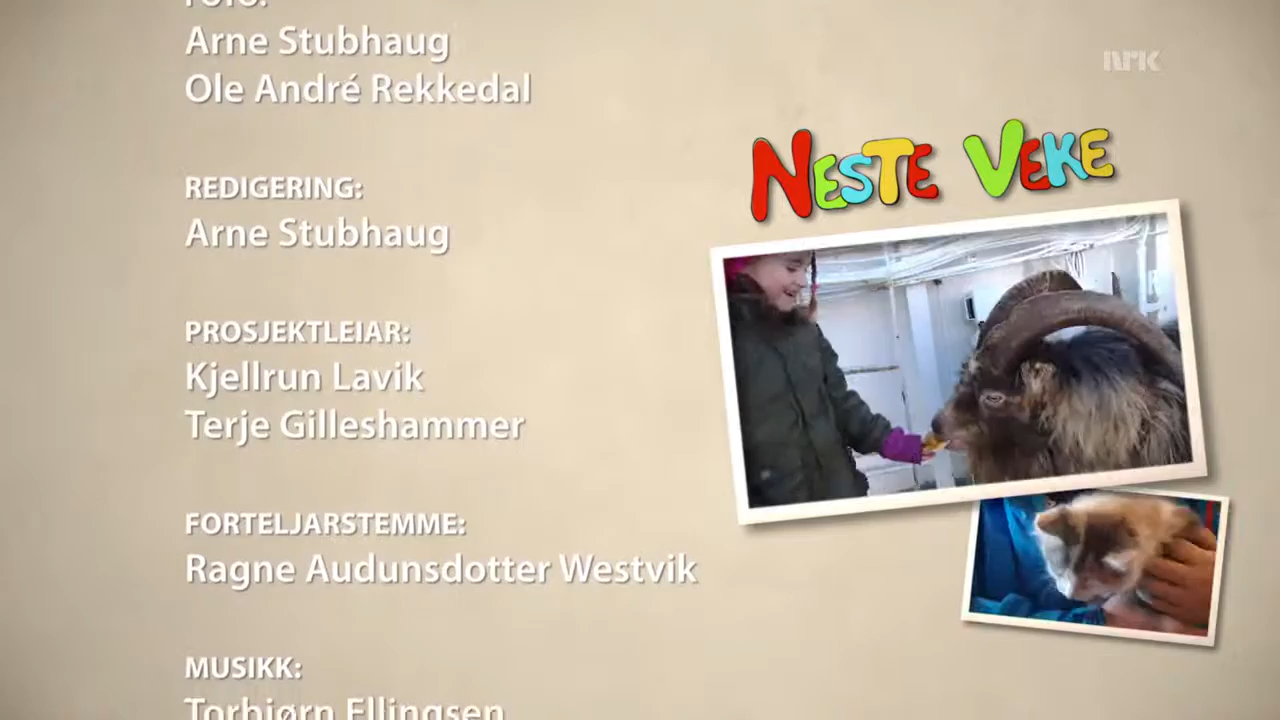 FOTO:
Arne Stubhaug
Ole André Rekkedal
REDIGERING:
Arne Stubhaug
PROSJEKTLEIAR:
Kjellrun Lavik
Terje Gilleshammer
FORTELJARSTEMME:
Ragne Audunsdotter Westvik
MUSIKK:
Torbjørn Ellingsen
NRK
NESTE VEKE